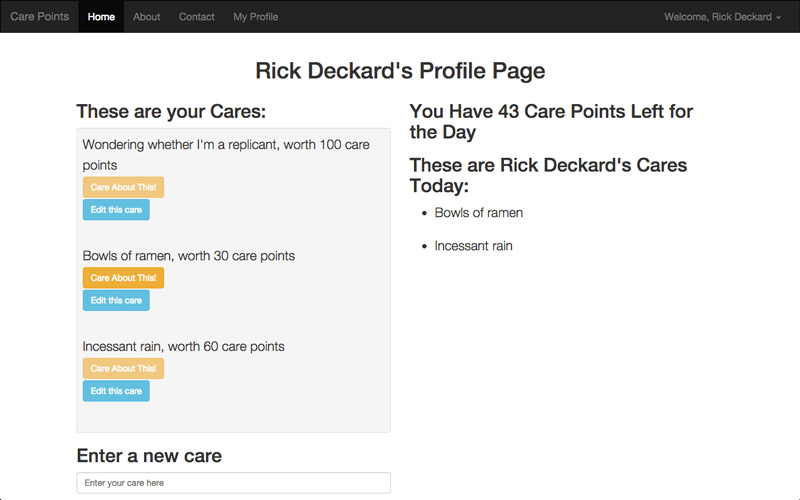 Care Points Home About Contact My Profile Welcome, Rick Deckard
Rick Deckard's Profile Page
These are your Cares:
Wondering whether I'm a replicant, worth 100 care
points
Care About This!
Edit this care
Bowls of ramen, worth 30 care points
Care About This!
Edit this care
Incessant rain, worth 60 care points
Care About This!
Edit this care
Enter a new care
Enter your care here
You Have 43 Care Points Left for
the Day
These are Rick Deckard's Cares
Today:
Bowls of ramen
Incessant rain